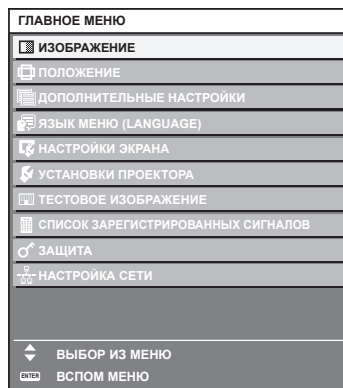 ГЛАВНОЕ МЕНЮ
ИЗОБРАЖЕНИЕ
ПОЛОЖЕНИЕ
ДОПОЛНИТЕЛЬНЫЕ НАСТРОЙКИ
ЯЗЫК МЕНЮ (LANGUAGE)
НАСТРОЙКИ ЭКРАНА
УСТАНОВКИ ПРОЕКТОРА
ТЕСТОВОЕ ИЗОБРАЖЕНИЕ
СПИСОК ЗАРЕГИСТРИРОВАННЫХ СИГНАЛОВ
ЗАЩИТА
НАСТРОЙКА СЕТИ
ВЫБОР ИЗ МЕНЮ
ENTER ВСПОМ МЕНЮ